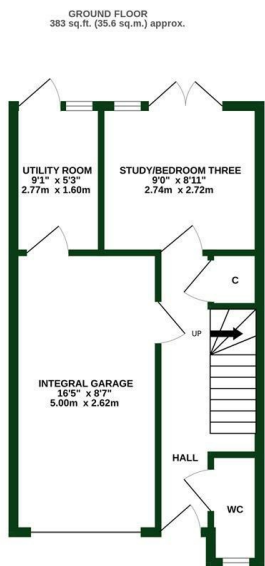 GROUND FLOOR
383 sq.ft. (35.6 sq.m.) approx.
UTILITY ROOM
9'1" x 5'3"
2.77m x 1.60m
STUDY/BEDROOM THREE
9'0" x 8'11"
2.74m x 2.72m
C
UP
INTEGRAL GARAGE
16'5" x 8'7"
5.00m x 2.62m
HALL
WC